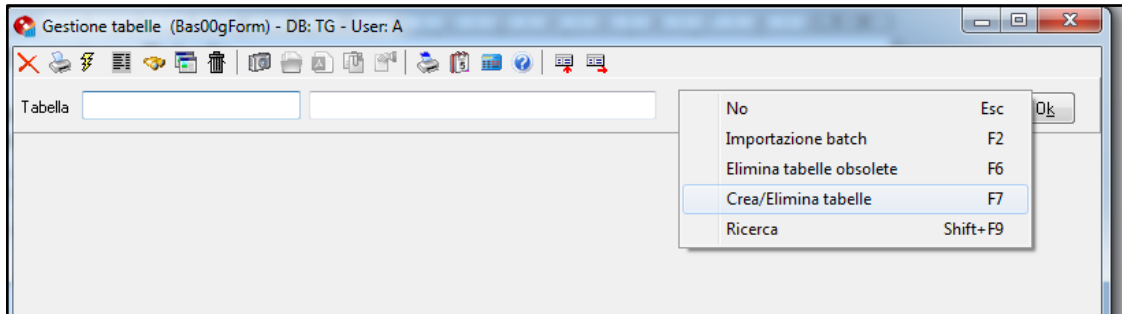 Gestione tabelle (Bas00gForm) - DB: TG - User: A
Tabella
Ok
No Esc
Importazione batch F2
Elimina tabelle obsolete F6
Crea/Elimina tabelle F7
Ricerca Shift+F9